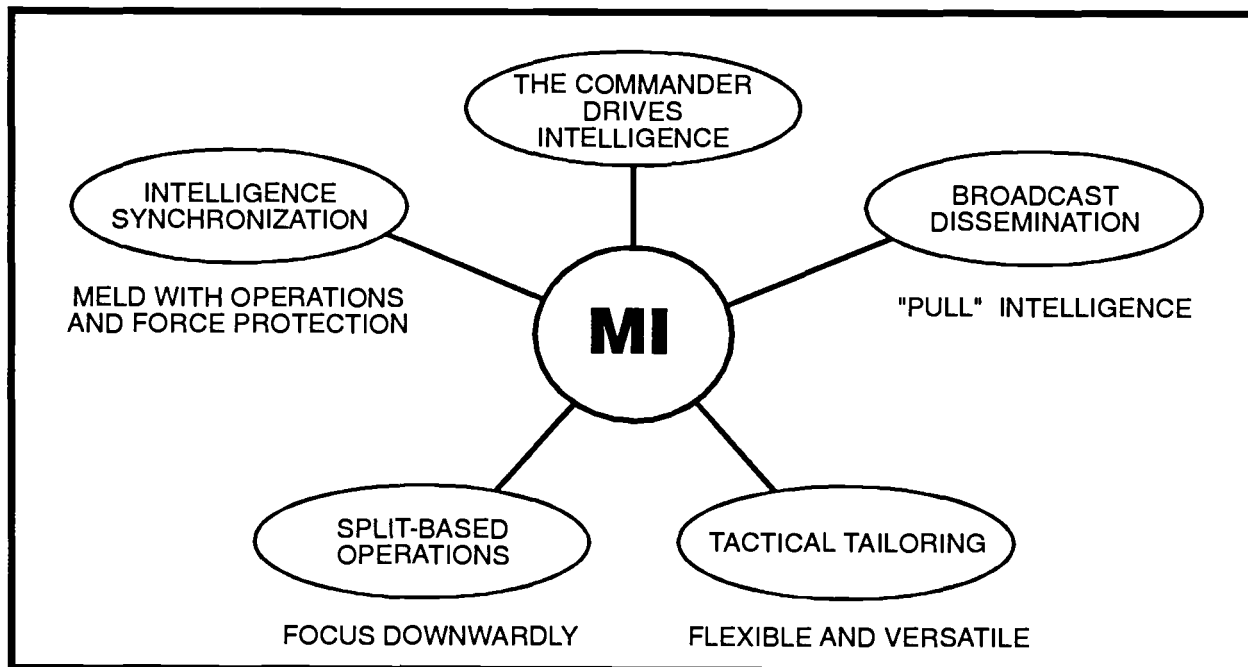 THE COMMANDER
DRIVES
INTELLIGENCE
INTELLIGENCE
SYNCHRONIZATION
MELD WITH OPERATIONS
AND FORCE PROTECTION
BROADCAST
DISSEMINATION
"PULL" INTELLIGENCE
MI
SPLIT-BASED
OPERATIONS
FOCUS DOWNWARDLY
TACTICAL TAILORING
FLEXIBLE AND VERSATILE